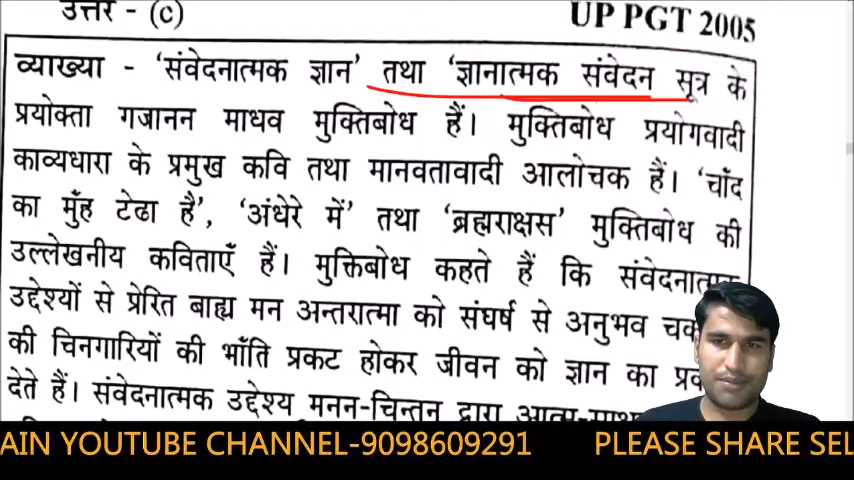 उत्तर - (c)
UP PGT 2005
व्याख्या - ‘संवेदनात्मक ज्ञान’ तथा ‘ज्ञानात्मक संवेदन सूत्र के
प्रयोक्ता गजानन माधव मुक्तिबोध हैं। मुक्तिबोध प्रयोगवादी
काव्यधारा के प्रमुख कवि तथा मानवतावादी आलोचक हैं। ‘चाँद
का मुँह टेढा है’, ‘अंधेरे में’ तथा ‘ब्रह्मराक्षस’ मुक्तिबोध की
उल्लेखनीय कविताएँ हैं। मुक्तिबोध कहते हैं कि
उद्देश्यों से प्रेरित बाह्य मन अन्तरात्मा को संघर्ष से अनुभव
की चिनगारियों की भाँति प्रकट होकर जीवन को ज्ञान का
देते हैं। संवेदनात्मक उद्देश्य मनन-चिन्तन द्वारा
AIN YOUTUBE CHANNEL-9098609291 PLEASE SHARE SEL